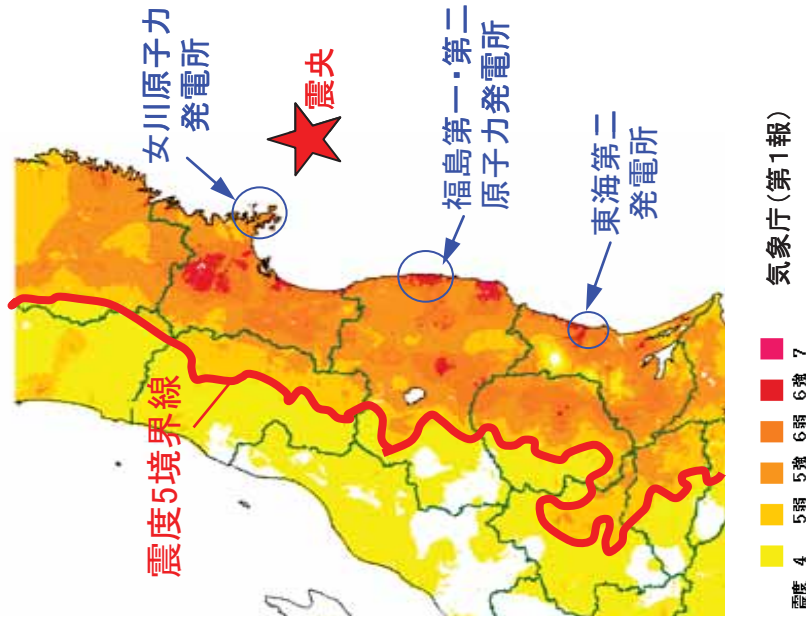 女川原子力
発電所
震央
福島第一・第二
原子力発電所
東海第二
発電所
震度5境界線
気象庁(第1報)
震度 4 5弱 5強 6弱 6強 7